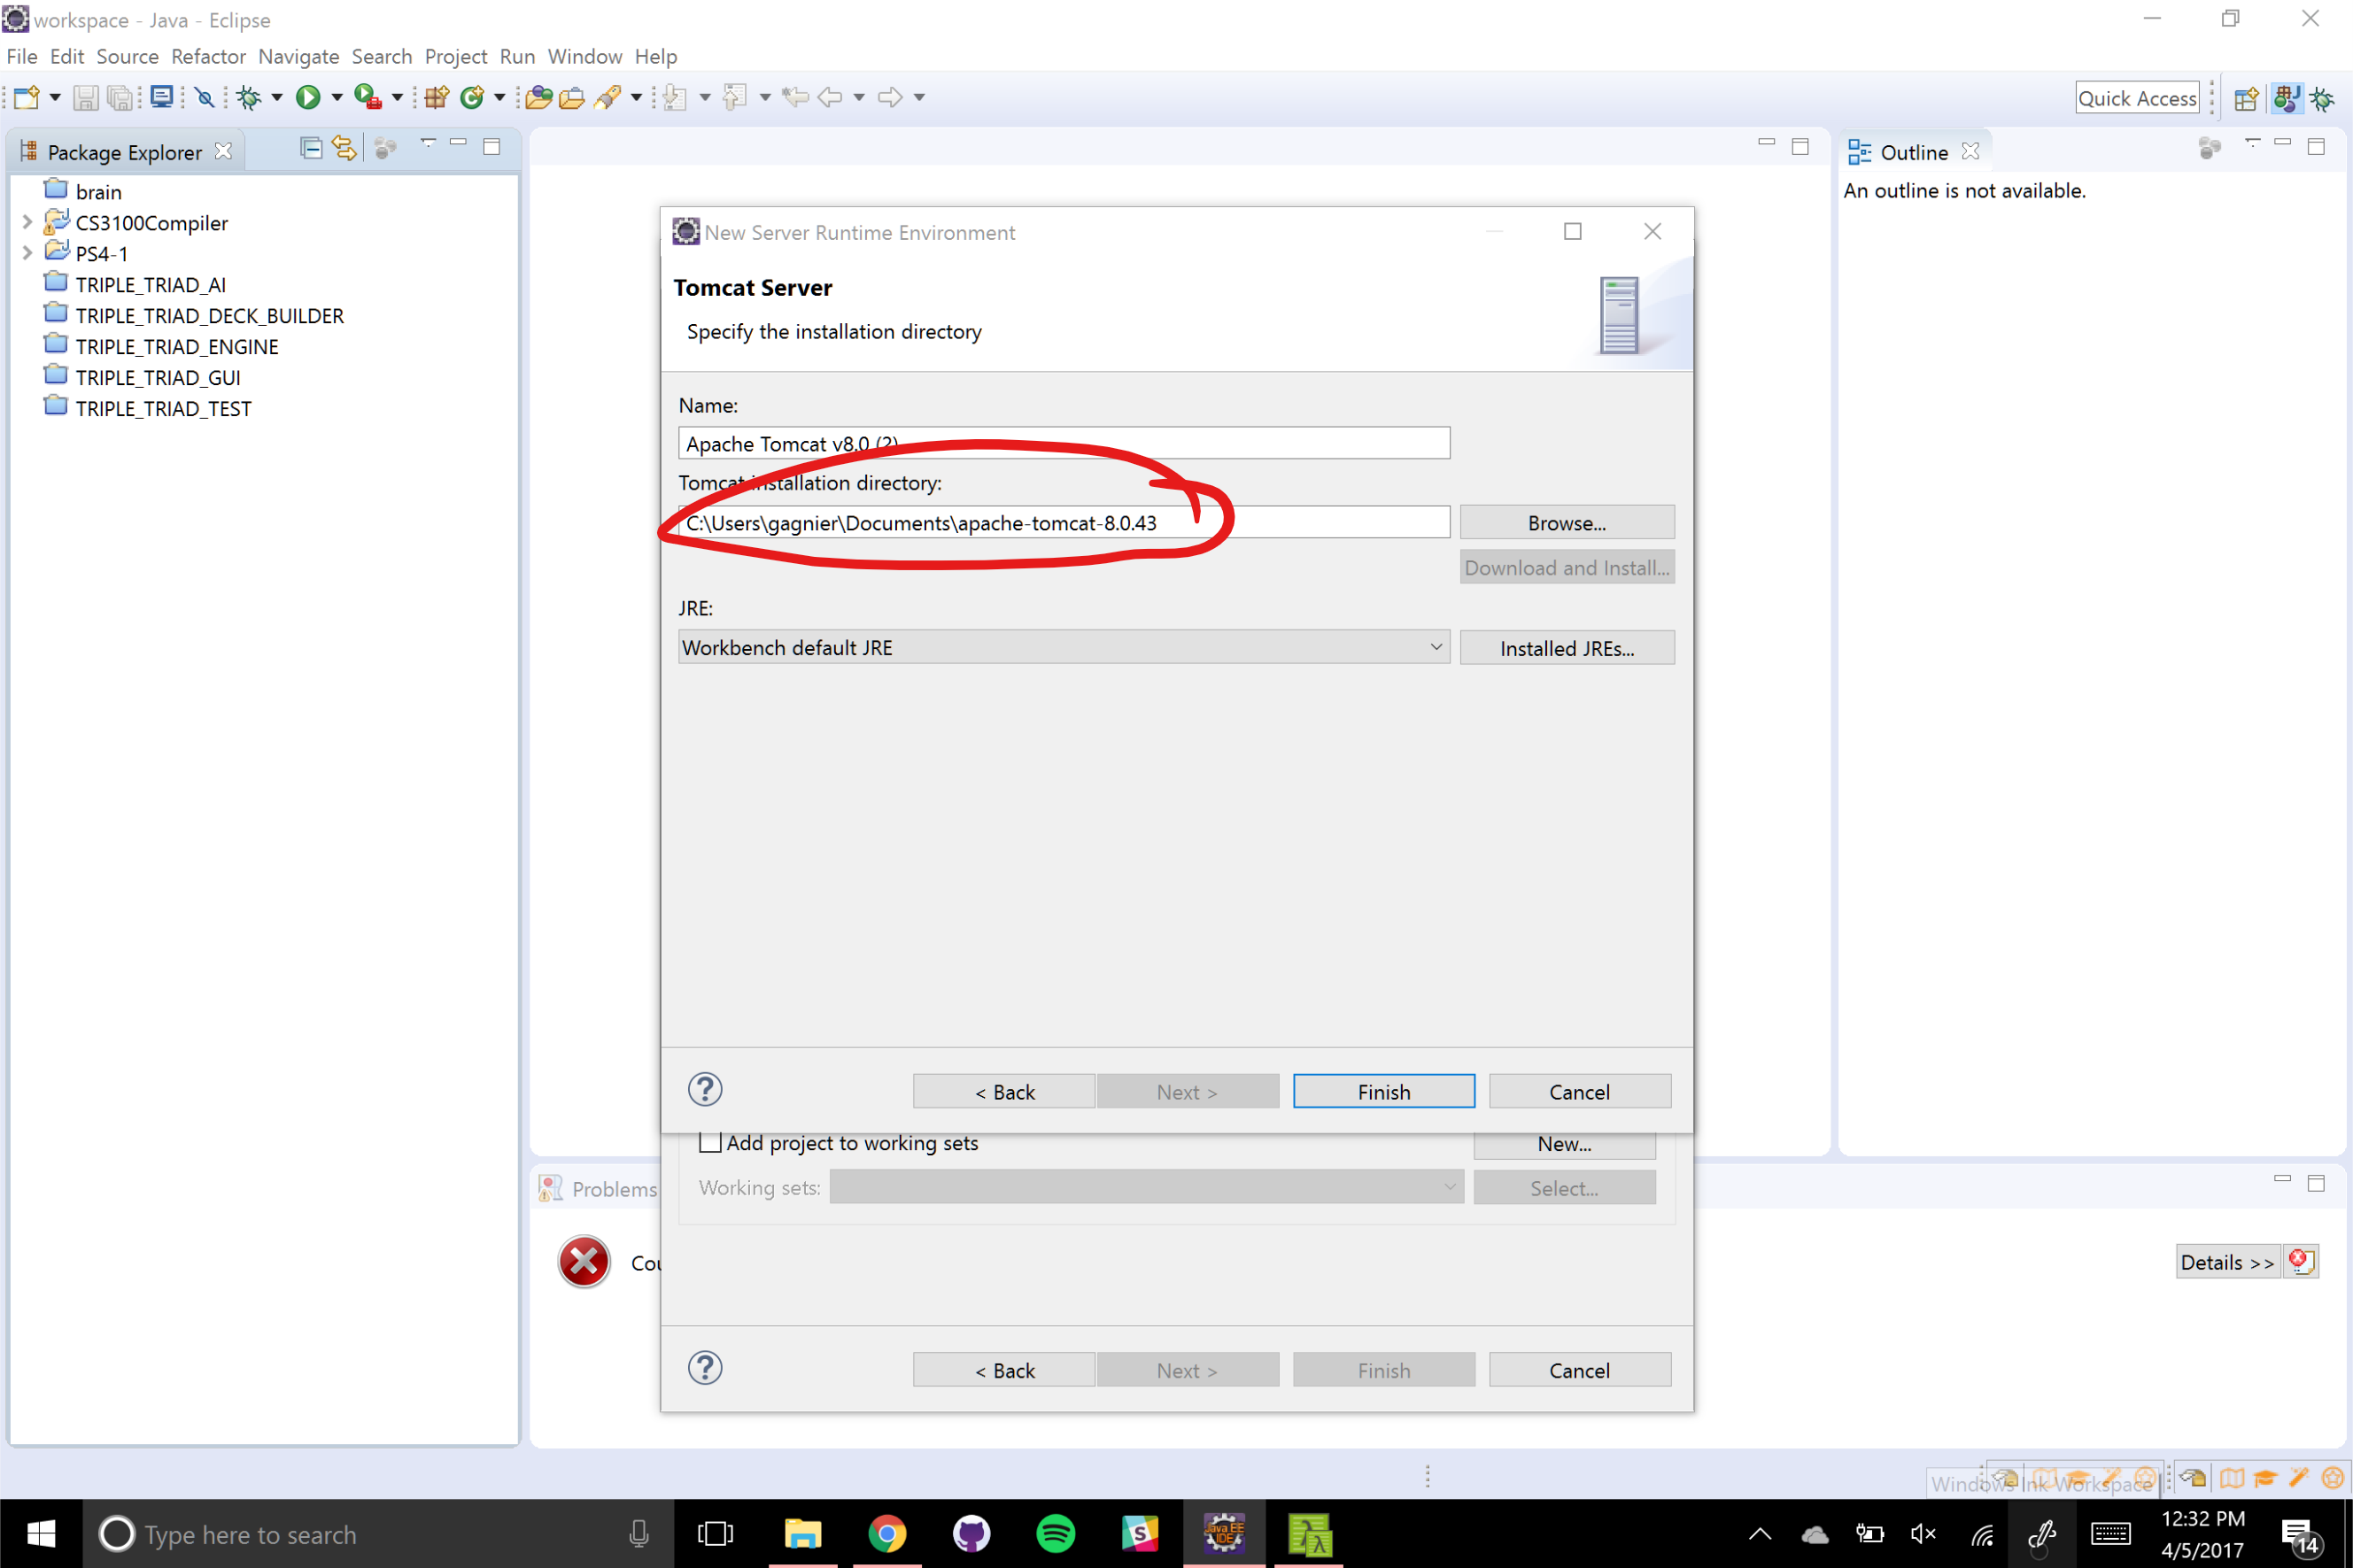 workspace - Java - Eclipse
File Edit Source Refactor Navigate Search Project Run Window Help
Quick Access
Package Explorer
brain
CS3100Compiler
PS4-1
TRIPLE_TRIAD_AI
TRIPLE_TRIAD_DECK_BUILDER
TRIPLE_TRIAD_ENGINE
TRIPLE_TRIAD_GUI
TRIPLE_TRIAD_TEST
Outline
An outline is not available.
New Server Runtime Environment
Tomcat Server
Specify the installation directory
Name:
Apache Tomcat v8.0 (2)
Tomcat installation directory:
C:\Users\gagnier\Documents\apache-tomcat-8.0.43
Browse...
Download and Install...
JRE:
Workbench default JRE
Installed JREs...
< Back Next > Finish Cancel
Add project to working sets
New...
Working sets:
Select...
Problems
Cou
Details >>
< Back Next > Finish Cancel
Windows Ink Workspace
Type here to search
Java EE
IDE
12:32 PM
4/5/2017
14